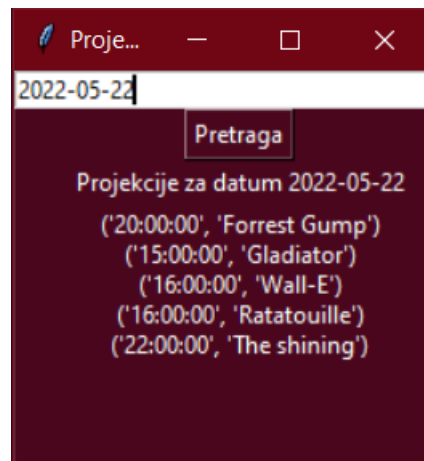 Proje...
2022-05-22
Pretraga
Projekcije za datum 2022-05-22
('20:00:00', 'Forrest Gump')
('15:00:00', 'Gladiator')
('16:00:00', 'Wall-E')
('16:00:00', 'Ratatouille')
('22:00:00', 'The shining')